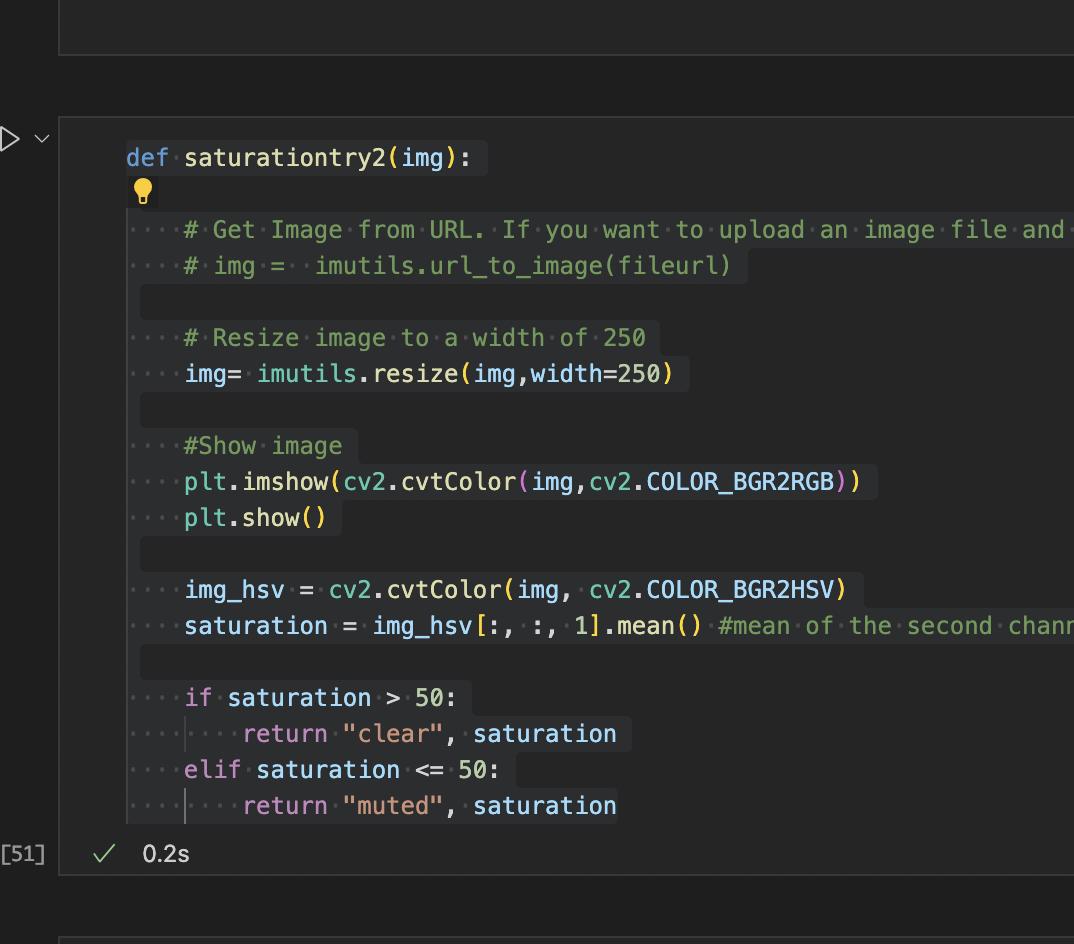 def saturationtry2(img):
# Get Image from URL. If you want to upload an image file and
# img =  imutils.url_to_image(fileurl)
# Resize image to a width of 250
img= imutils.resize(img,width=250)
#Show image
plt.imshow(cv2.cvtColor(img,cv2.COLOR_BGR2RGB))
plt.show()
img_hsv = cv2.cvtColor(img, cv2.COLOR_BGR2HSV)
saturation = img_hsv[:, :, 1].mean() #mean of the second chann
if saturation > 50:
return "clear", saturation
elif saturation <= 50:
return "muted", saturation
[51]
0.2s